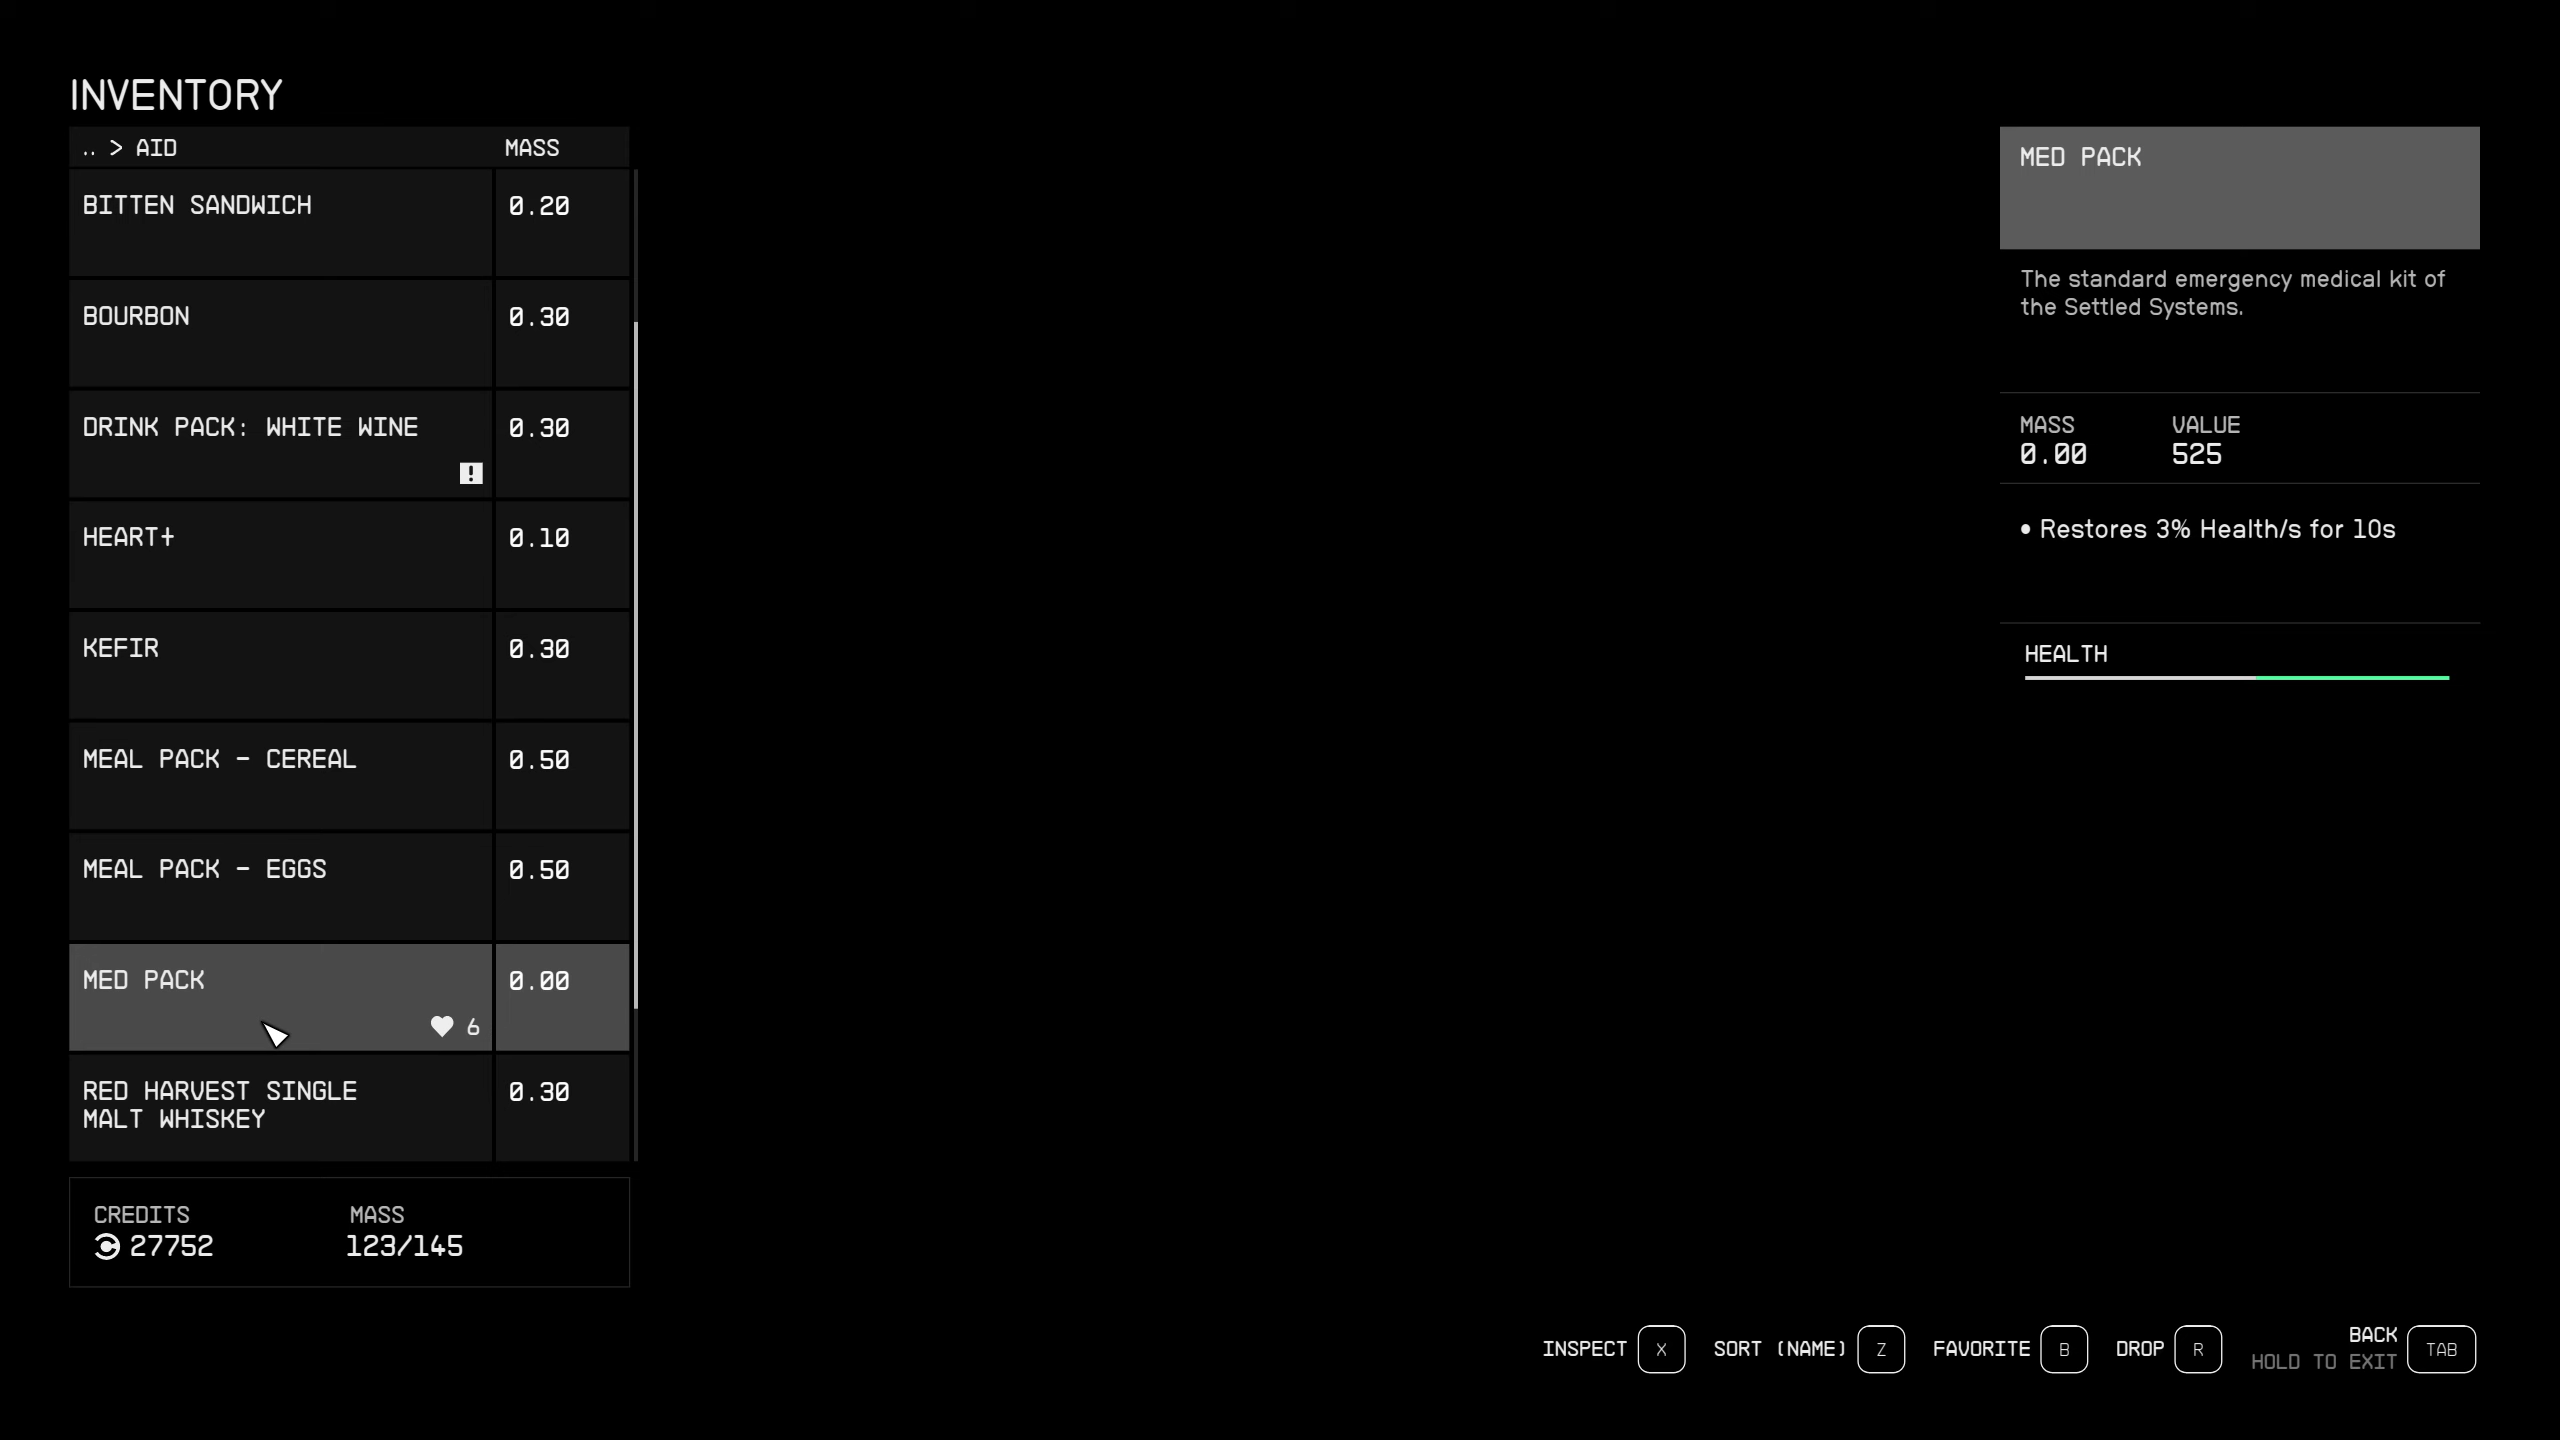 INVENTORY
.. > AID MASS
BITTEN SANDWICH 0.20
BOURBON 0.30
DRINK PACK: WHITE WINE 0.30
!
HEART+ 0.10
KEFIR 0.30
MEAL PACK - CEREAL 0.50
MEAL PACK - EGGS 0.50
MED PACK 0.00
6
RED HARVEST SINGLE 0.30
MALT WHISKEY
CREDITS MASS
27752 123/145
MED PACK
The standard emergency medical kit of
the Settled Systems.
MASS VALUE
0.00 525
• Restores 3% Health/s for 10s
HEALTH
INSPECT X SORT (NAME) Z FAVORITE B DROP R BACK TAB
HOLD TO EXIT